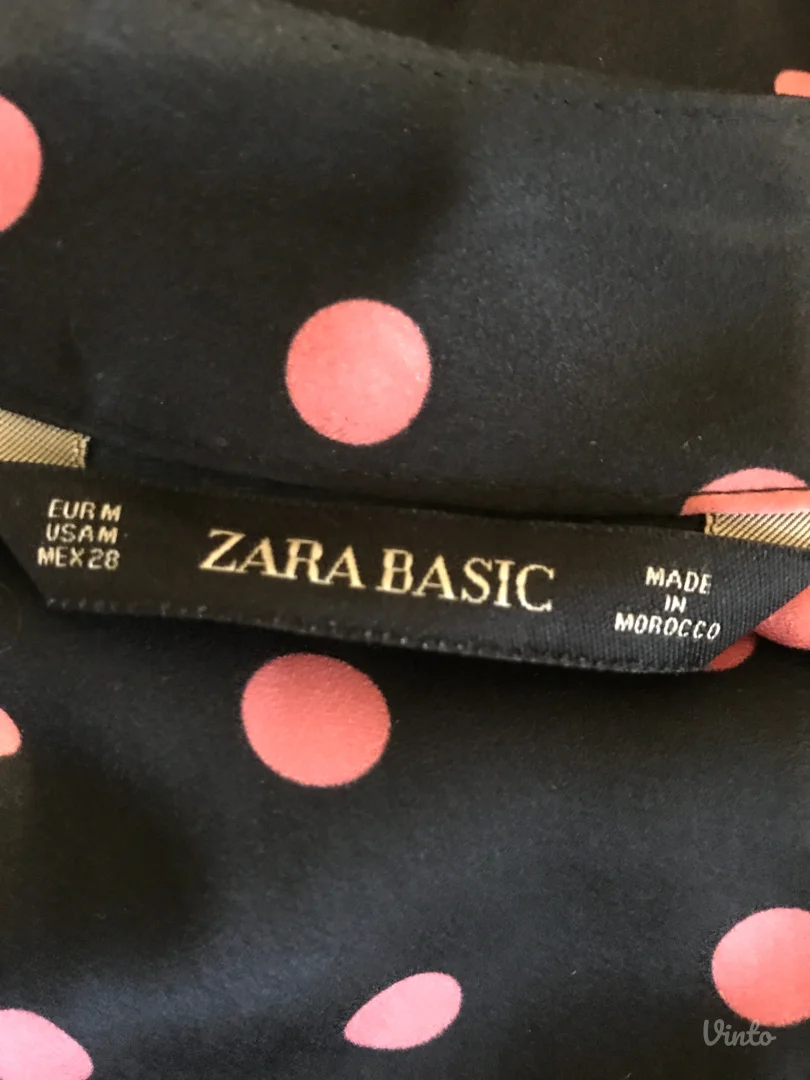 EUR M
USA M
MEX 28
ZARA BASIC
MADE
IN
MOROCCO
Vinto